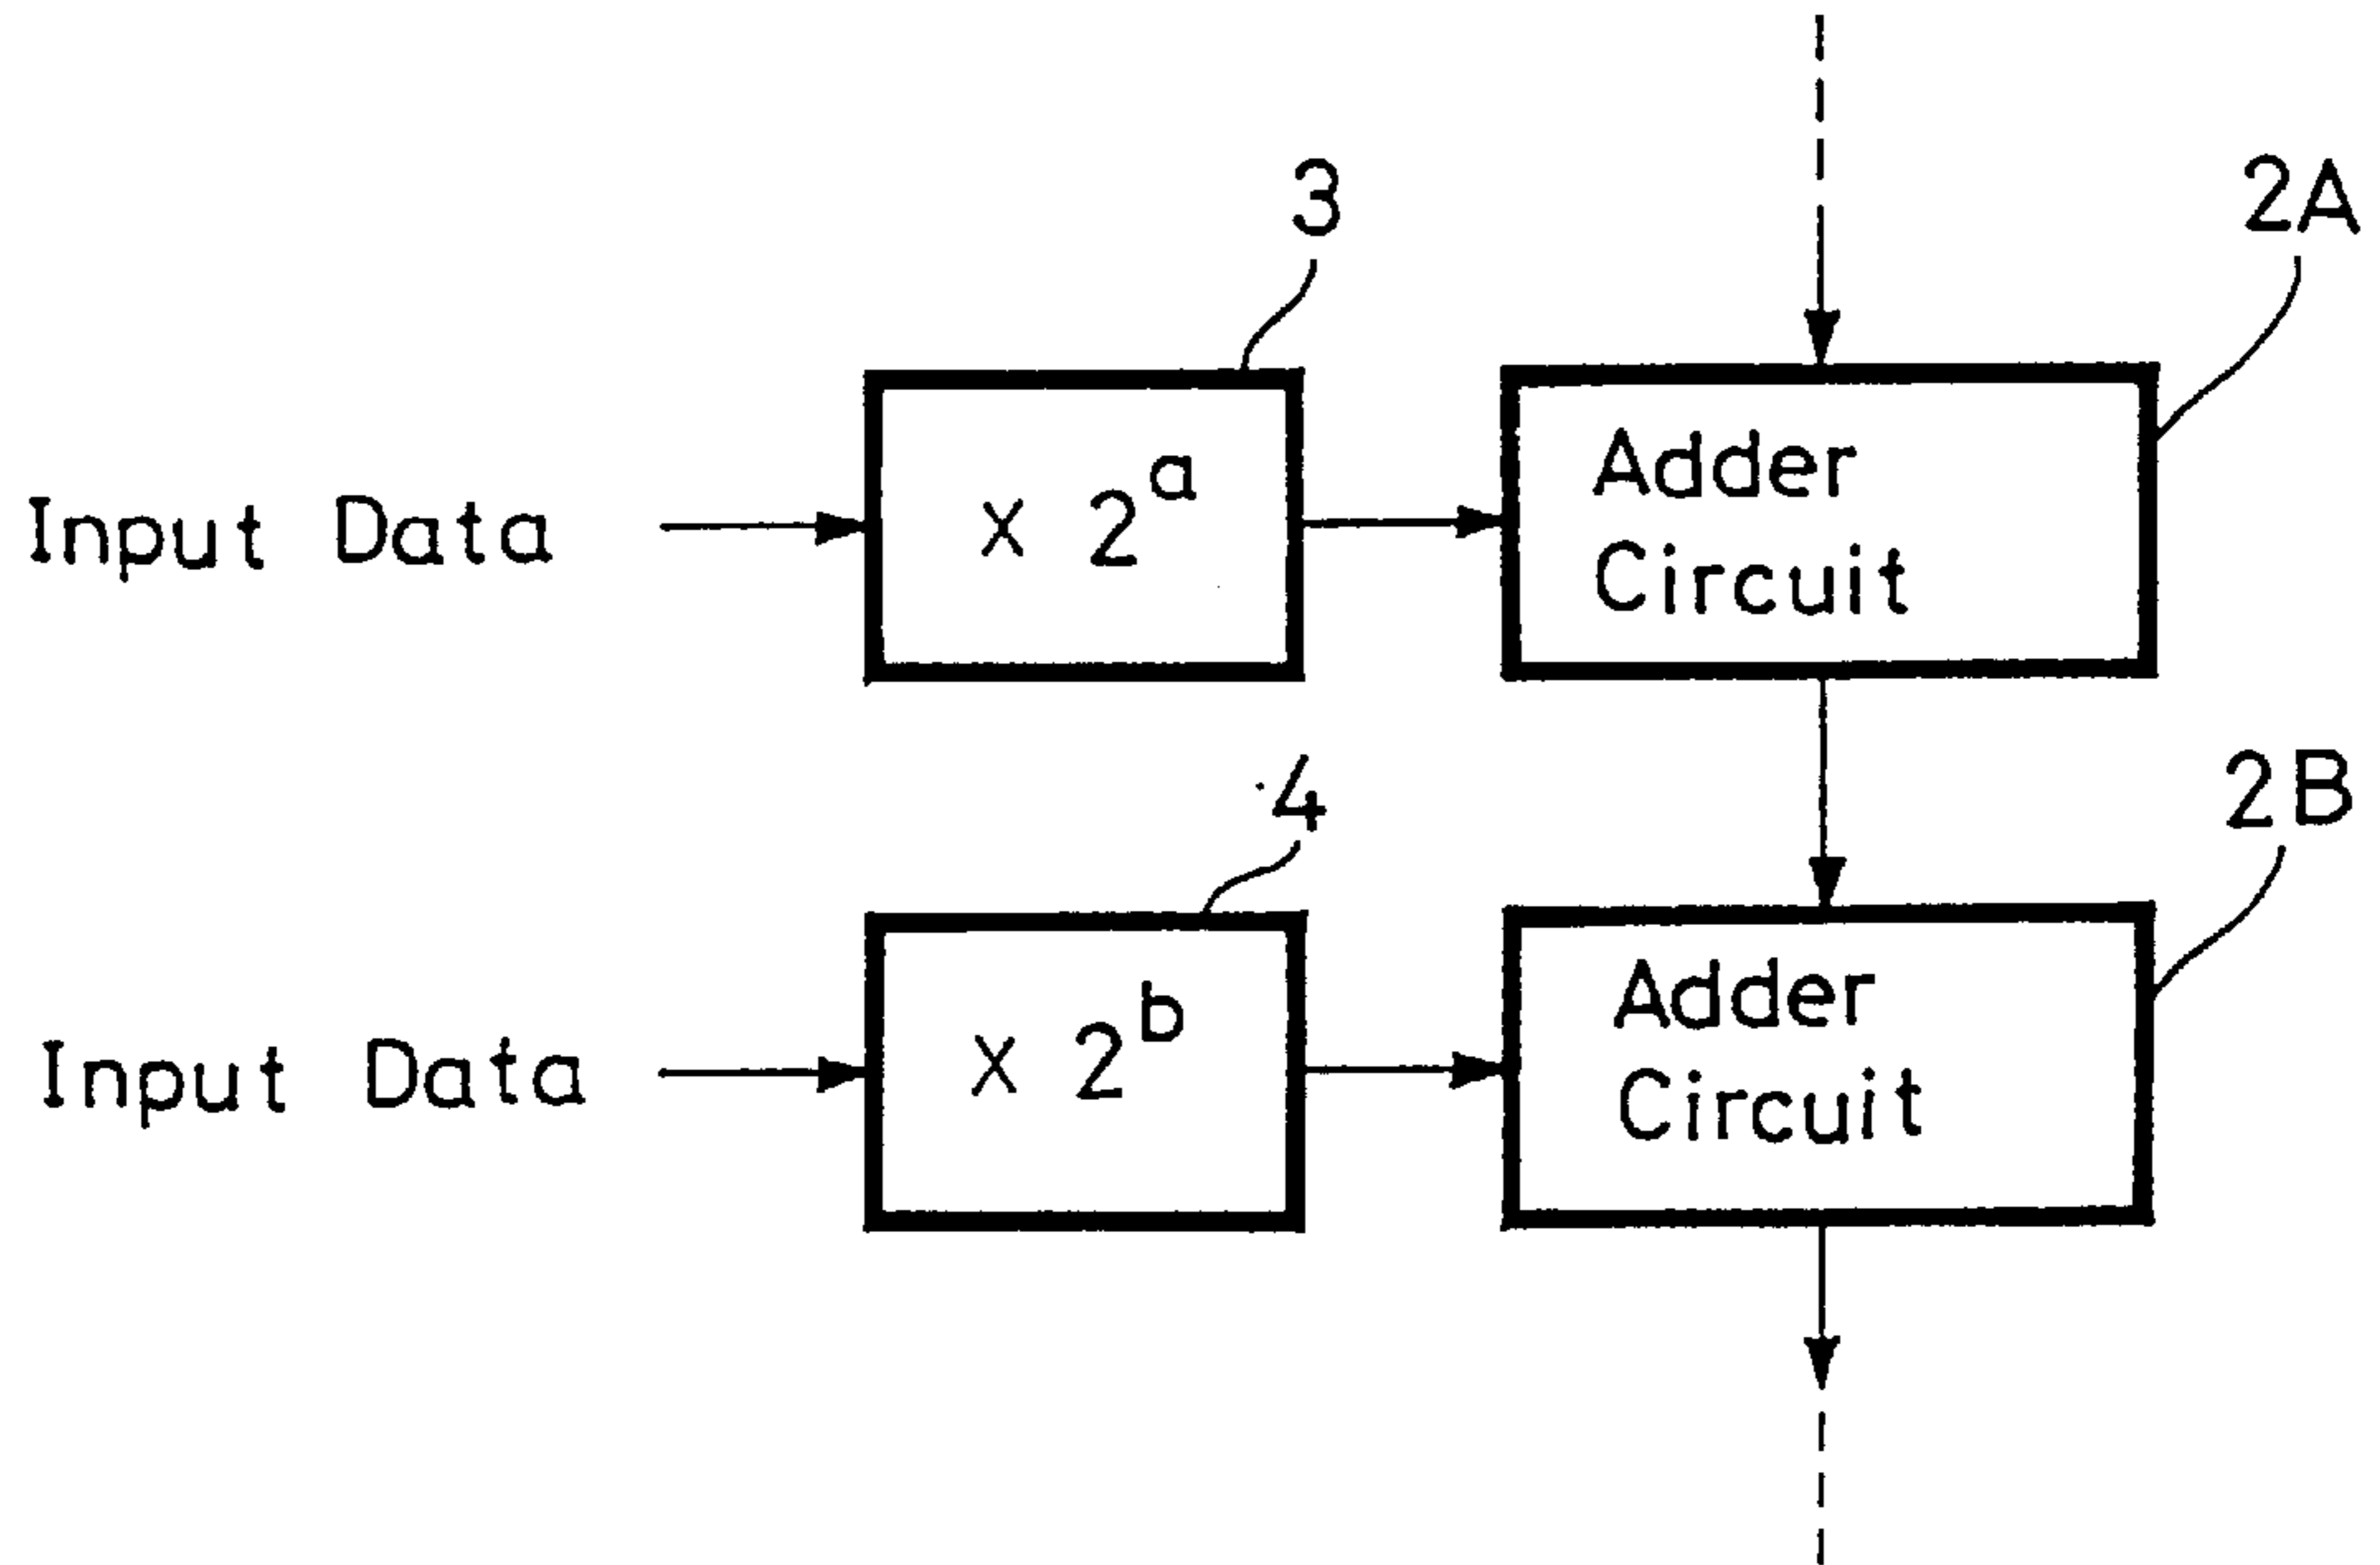 3
2A
Input Data
x 2^a
Adder
Circuit
4
2B
Input Data
x 2^b
Adder
Circuit